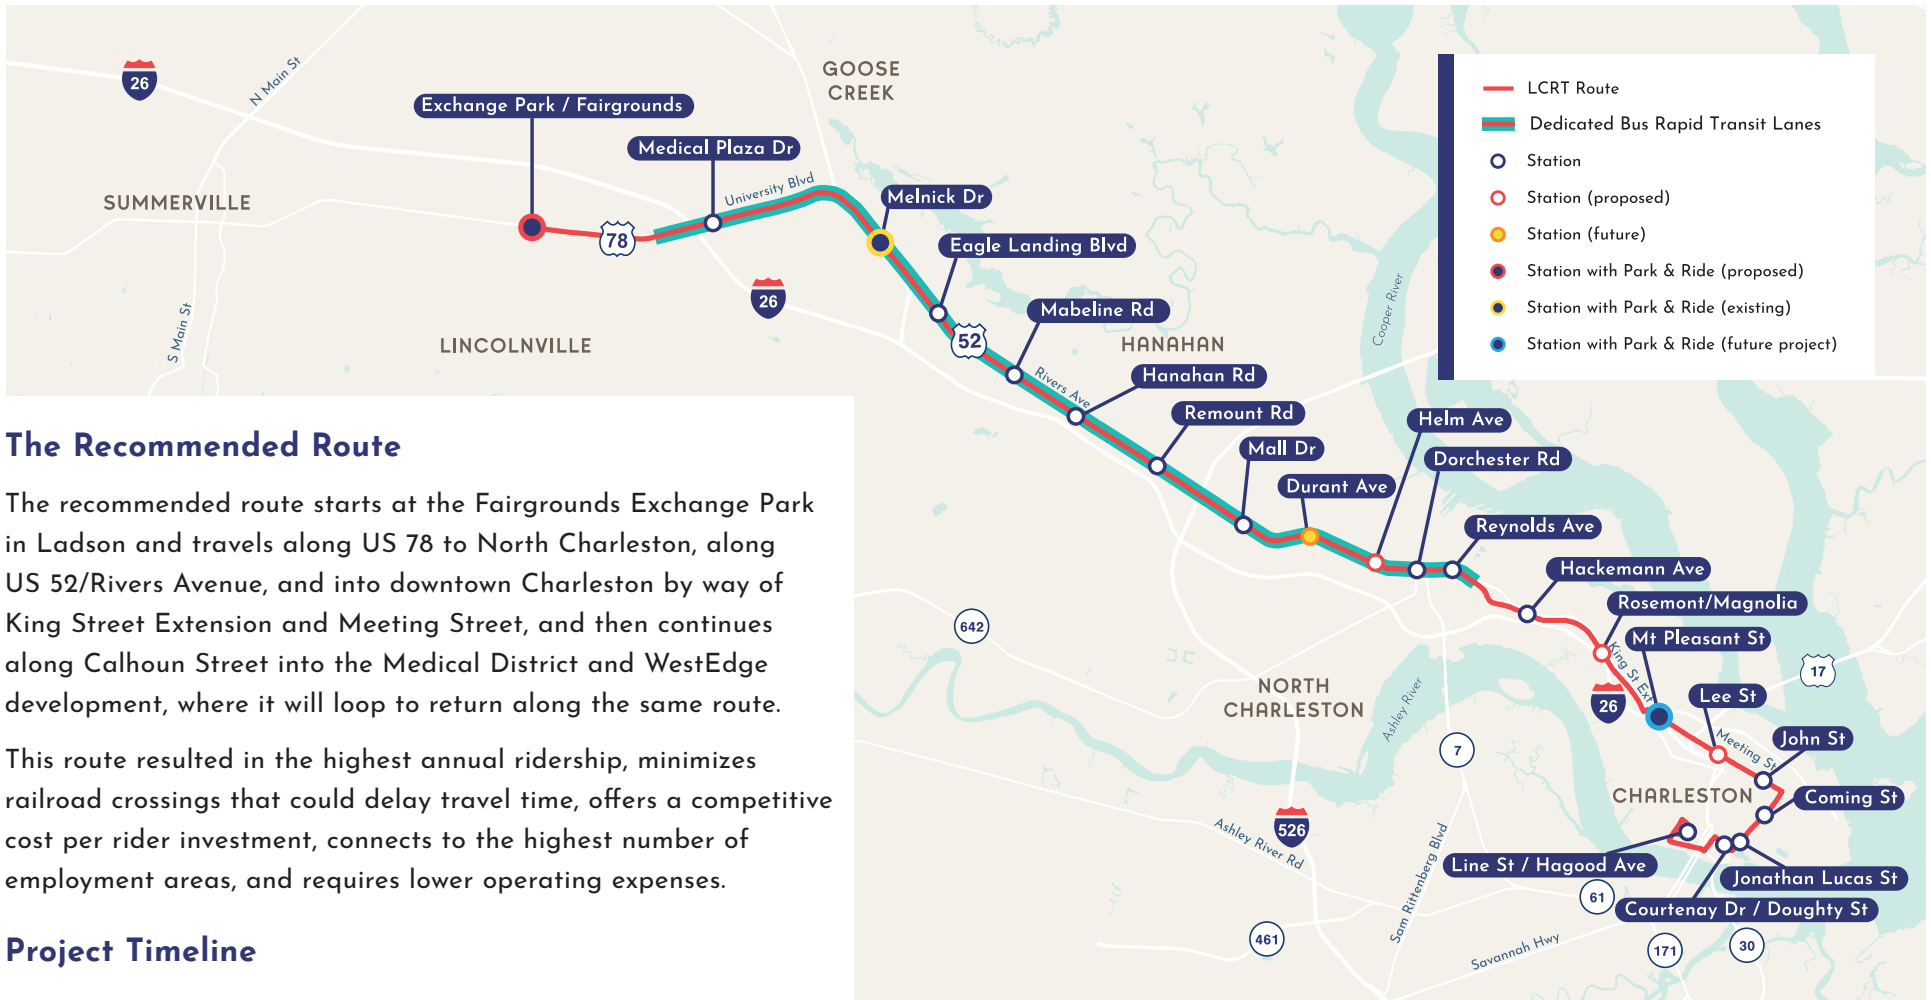 26
N Main St
GOOSE
CREEK
Exchange Park / Fairgrounds
Medical Plaza Dr
University Blvd
SUMMERVILLE
78
Melnick Dr
Eagle Landing Blvd
26
S Main St
LINCOLNVILLE
52
Mabeline Rd
HANAHAN
Rivers Ave
Hanahan Rd
Remount Rd
Mall Dr
Durant Ave
Cooper River
Helm Ave
Dorchester Rd
Reynolds Ave
Hackemann Ave
Rosemont/Magnolia
Mt Pleasant St
King St Ext
26
17
Lee St
Meeting St
John St
CHARLESTON
Coming St
Line St / Hagood Ave
Jonathan Lucas St
Courtenay Dr / Doughty St
642
NORTH
CHARLESTON
Ashley River
7
526
Ashley River Rd
Sam Rittenberg Blvd
61
461
Savannah Hwy
171
30
LCRT Route
Dedicated Bus Rapid Transit Lanes
Station
Station (proposed)
Station (future)
Station with Park & Ride (proposed)
Station with Park & Ride (existing)
Station with Park & Ride (future project)
The Recommended Route
The recommended route starts at the Fairgrounds Exchange Park
in Ladson and travels along US 78 to North Charleston, along
US 52/Rivers Avenue, and into downtown Charleston by way of
King Street Extension and Meeting Street, and then continues
along Calhoun Street into the Medical District and WestEdge
development, where it will loop to return along the same route.
This route resulted in the highest annual ridership, minimizes
railroad crossings that could delay travel time, offers a competitive
cost per rider investment, connects to the highest number of
employment areas, and requires lower operating expenses.
Project Timeline